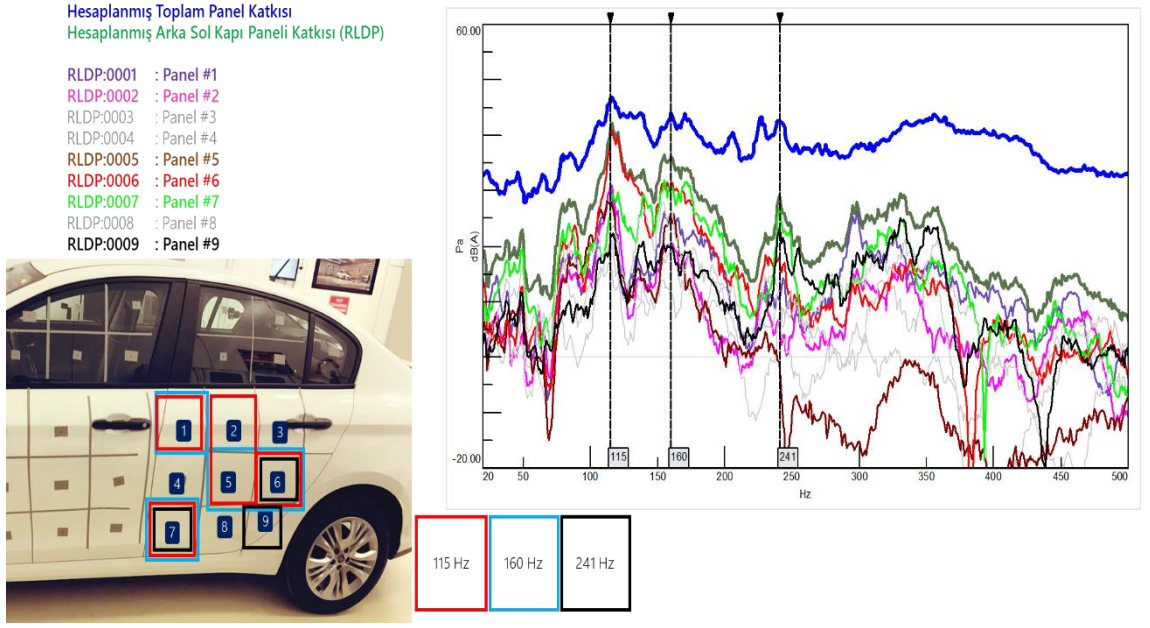 Hesaplanmış Toplam Panel Katkısı
Hesaplanmış Arka Sol Kapı Paneli Katkısı (RLDP)
RLDP:0001 : Panel #1
RLDP:0002 : Panel #2
RLDP:0003 : Panel #3
RLDP:0004 : Panel #4
RLDP:0005 : Panel #5
RLDP:0006 : Panel #6
RLDP:0007 : Panel #7
RLDP:0008 : Panel #8
RLDP:0009 : Panel #9
60.00
Pa
dB(A)
-20.00
115 160 241
20 50 100 150 200 250 300 350 400 450 500
Hz
1 2 3
4 5 6
7 8 9
115 Hz 160 Hz 241 Hz